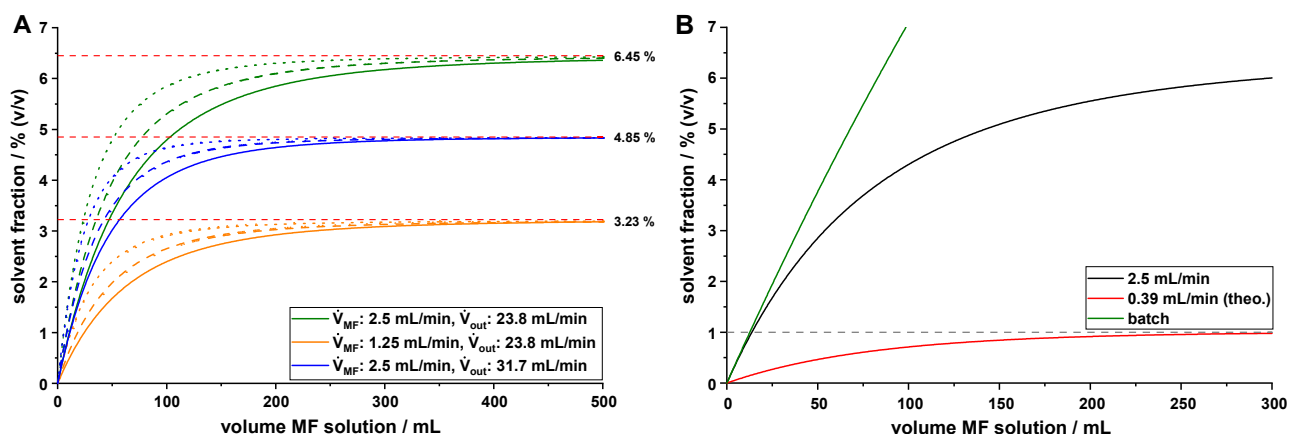 A
solvent fraction / % (v/v)
7
6
5
4
3
2
1
0
6.45 %
4.85 %
3.23 %
V̇MF: 2.5 mL/min, V̇out: 23.8 mL/min
V̇MF: 1.25 mL/min, V̇out: 23.8 mL/min
V̇MF: 2.5 mL/min, V̇out: 31.7 mL/min
0 100 200 300 400 500
volume MF solution / mL
B
solvent fraction / % (v/v)
7
6
5
4
3
2
1
0
2.5 mL/min
0.39 mL/min (theo.)
batch
0 50 100 150 200 250 300
volume MF solution / mL